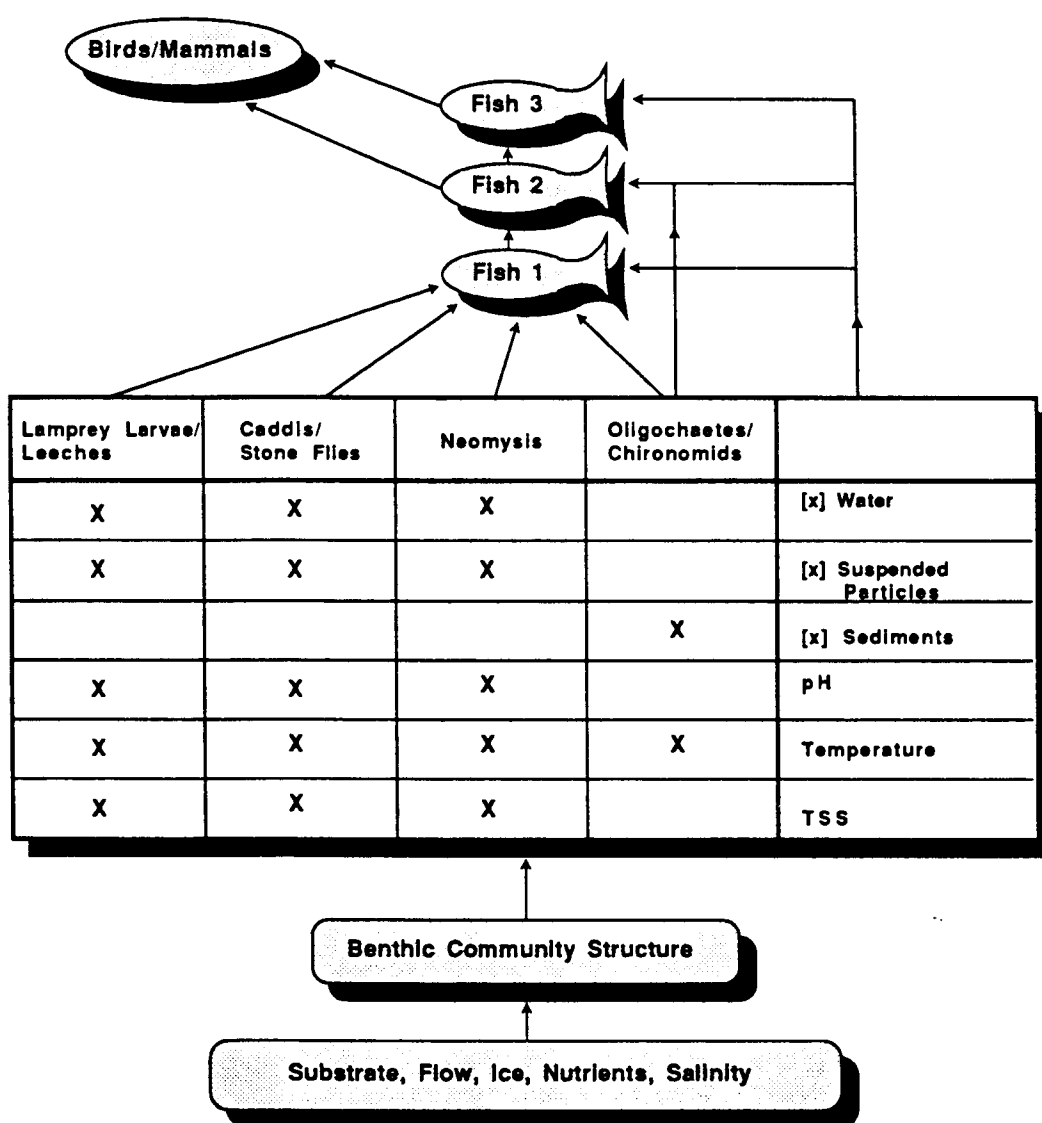 Birds/Mammals
Fish 3
Fish 2
Fish 1
Lamprey Larvae/
Leeches
Caddis/
Stone Flies
Neomysis
Oligochaetes/
Chironomids
X X X [x] Water
X X X [x] Suspended
Particles
X [x] Sediments
X X X pH
X X X X Temperature
X X X TSS
Benthic Community Structure
Substrate, Flow, Ice, Nutrients, Salinity